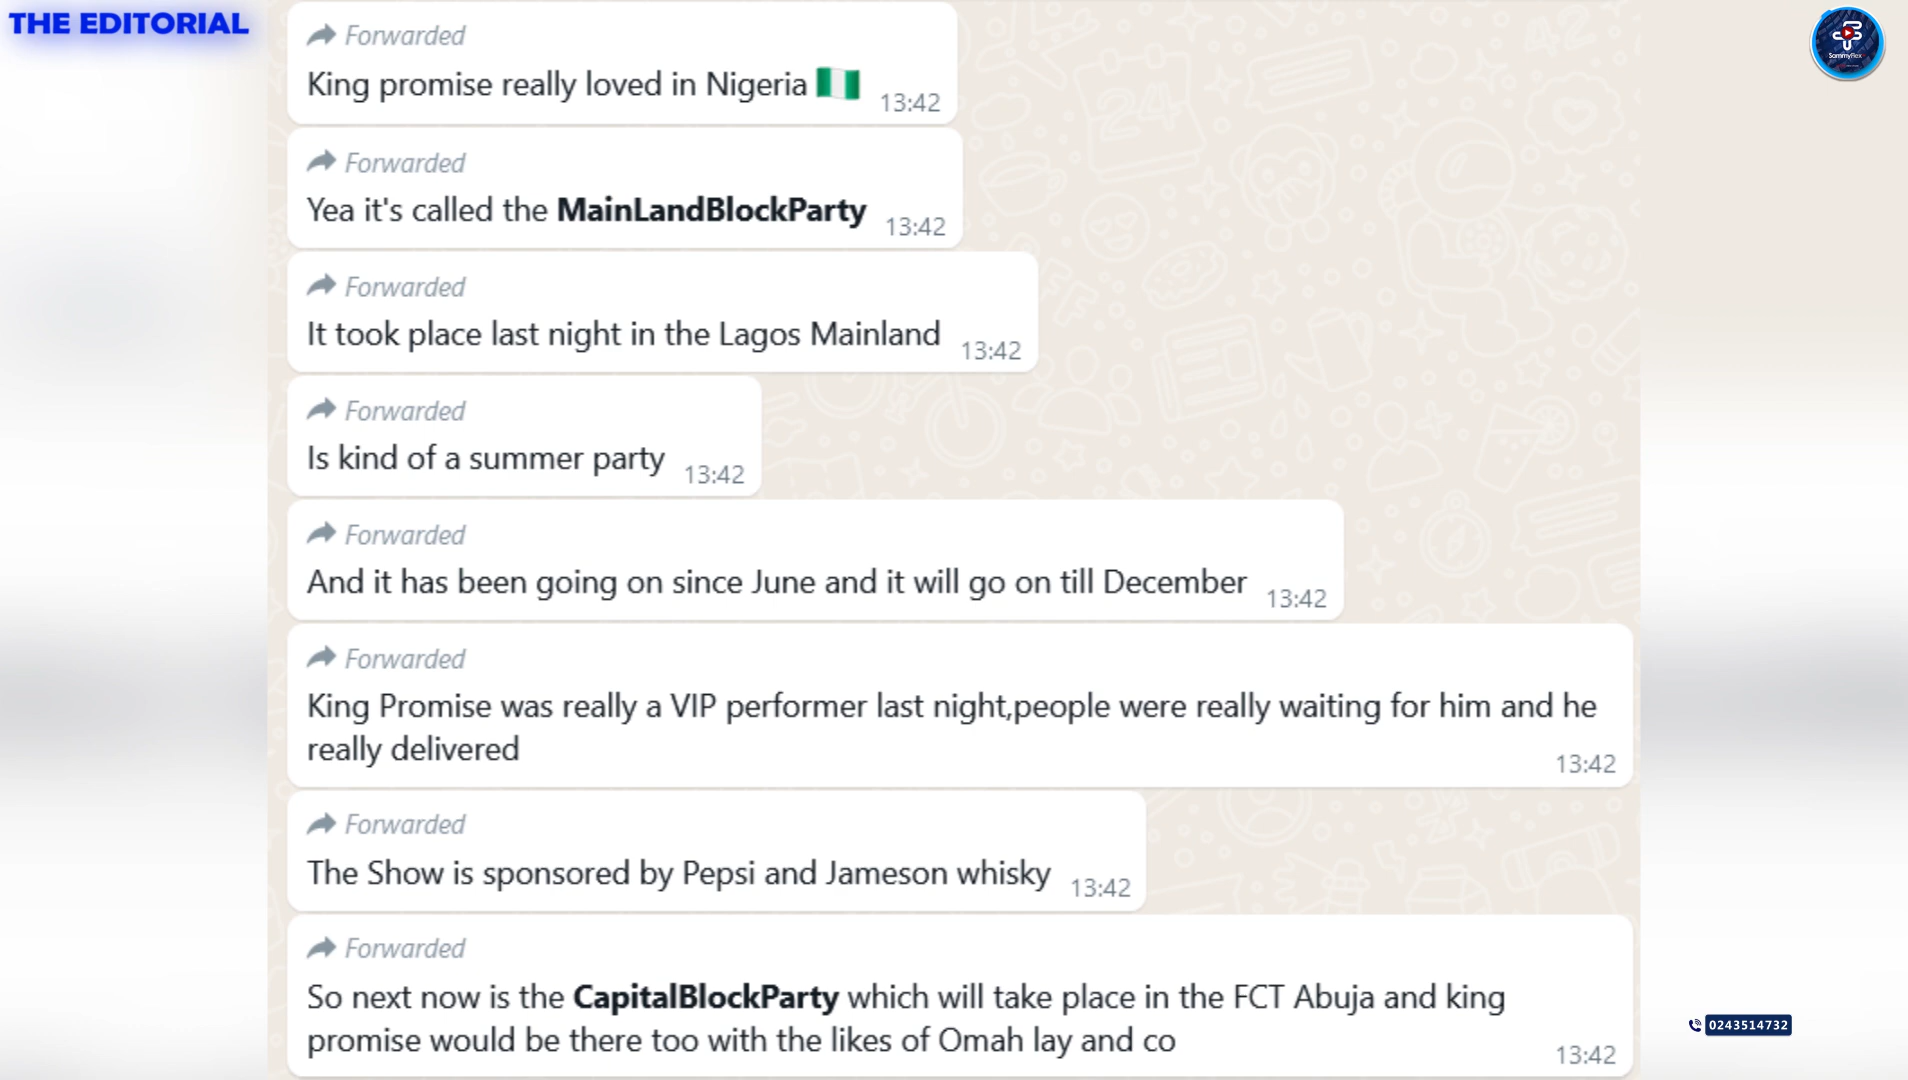 THE EDITORIAL
SammyFlex
Forwarded
King promise really loved in Nigeria 🇳🇬 13:42
Forwarded
Yea it's called the MainLandBlockParty 13:42
Forwarded
It took place last night in the Lagos Mainland 13:42
Forwarded
Is kind of a summer party 13:42
Forwarded
And it has been going on since June and it will go on till December 13:42
Forwarded
King Promise was really a VIP performer last night,people were really waiting for him and he
really delivered 13:42
Forwarded
The Show is sponsored by Pepsi and Jameson whisky 13:42
Forwarded
So next now is the CapitalBlockParty which will take place in the FCT Abuja and king
promise would be there too with the likes of Omah lay and co 13:42
0243514732